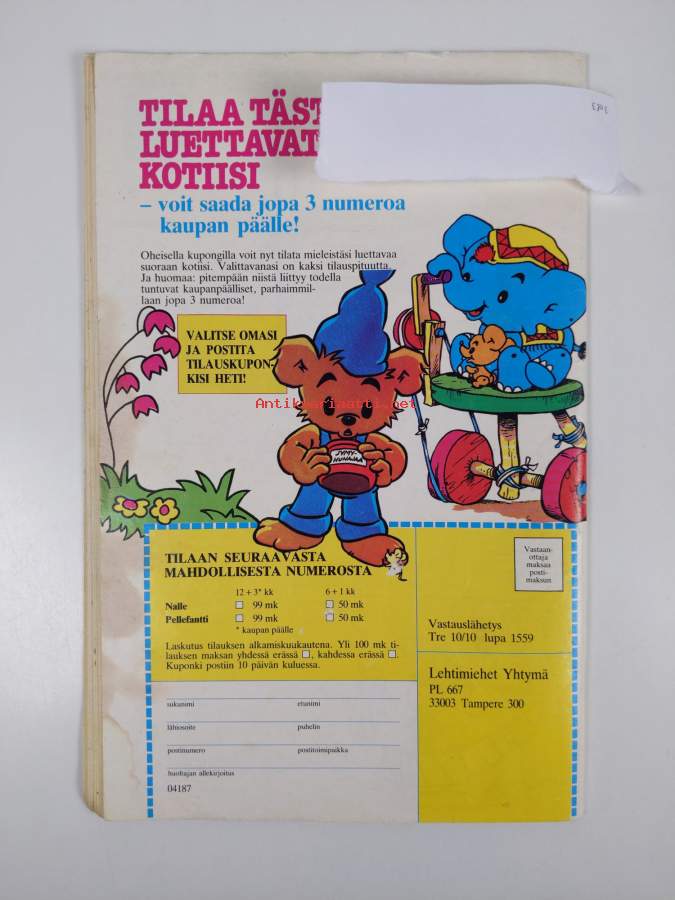 TILAA TÄST
LUETTAVAT
KOTIISI
– voit saada jopa 3 numeroa
kaupan päälle!
Oheisella kupongilla voit nyt tilata mieleistäsi luettavaa
suoraan kotiisi. Valittavanasi on kaksi tilauspituutta.
Ja huomaa: pitempään niistä liittyy todella
tuntuvat kaupanpäälliset, parhaimmil-
laan jopa 3 numeroa!
VALITSE OMASI
JA POSTITA
TILAUSKUPON-
KISI HETI!
Antikvariaatti.net
TILAAN SEURAAVASTA
MAHDOLLISESTA NUMEROSTA
12 + 3* kk 6 + 1 kk
Nalle 99 mk 50 mk
Pellefantti 99 mk 50 mk
* kaupan päälle
Laskutus tilauksen alkamiskuukautena. Yli 100 mk ti-
lauksen maksan yhdessä erässä ☐, kahdessa erässä ☐.
Kuponki postiin 10 päivän kuluessa.
sukunimi etunimi
lähiosoite puhelin
postinumero postitoimipaikka
huoltajan allekirjoitus
04187
Vastaan-
ottaja
maksaa
posti-
maksun
Vastauslähetys
Tre 10/10 lupa 1559
Lehtimiehet Yhtymä
PL 667
33003 Tampere 300